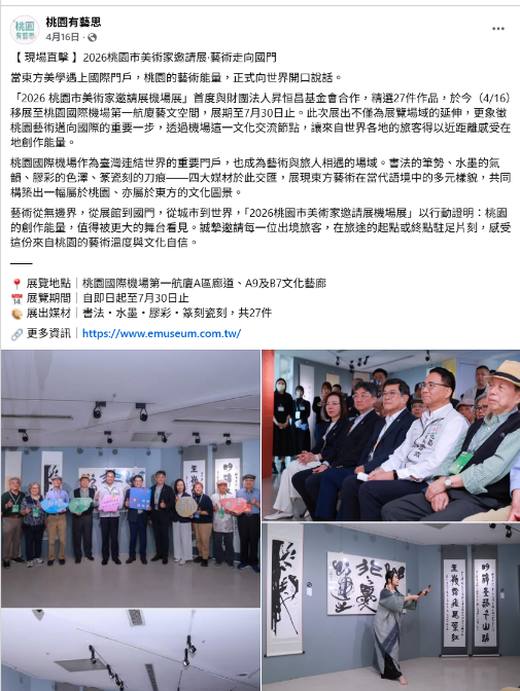 桃園有藝思
4月16日
【 現場直擊 】2026桃園市美術家邀請展·藝術走向國門
當東方美學遇上國際門戶，桃園的藝術能量，正式向世界開口說話。
「2026 桃園市美術家邀請展機場展」首度與財團法人昇恒昌基金會合作，精選27件作品，於今（4/16）
移展至桃園國際機場第一航廈藝文空間，展期至7月30日止。此次展出不僅為展覽場域的延伸，更象徵
桃園藝術邁向國際的重要一步，透過機場這一文化交流節點，讓來自世界各地的旅客得以近距離感受在
地創作能量。
桃園國際機場作為臺灣連結世界的重要門戶，也成為藝術與旅人相遇的場域。書法的筆勢、水墨的氣
韻、膠彩的色澤、篆瓷刻的刀痕——四大媒材於此交匯，展現東方藝術在當代語境中的多元樣貌，共同
構築出一幅屬於桃園、亦屬於東方的文化圖景。
藝術從無邊界，從展館到國門，從城市到世界，「2026桃園市美術家邀請展機場展」以行動證明：桃園
的創作能量，值得被更大的舞台看見。誠摯邀請每一位出境旅客，在旅途的起點或終點駐足片刻，感受
這份來自桃園的藝術溫度與文化自信。
展覽地點｜桃園國際機場第一航廈A區廊道、A9及B7文化藝廊
展覽期間｜自即日起至7月30日止
展出媒材｜書法・水墨・膠彩・篆刻瓷刻，共27件
更多資訊｜https://www.emuseum.com.tw/